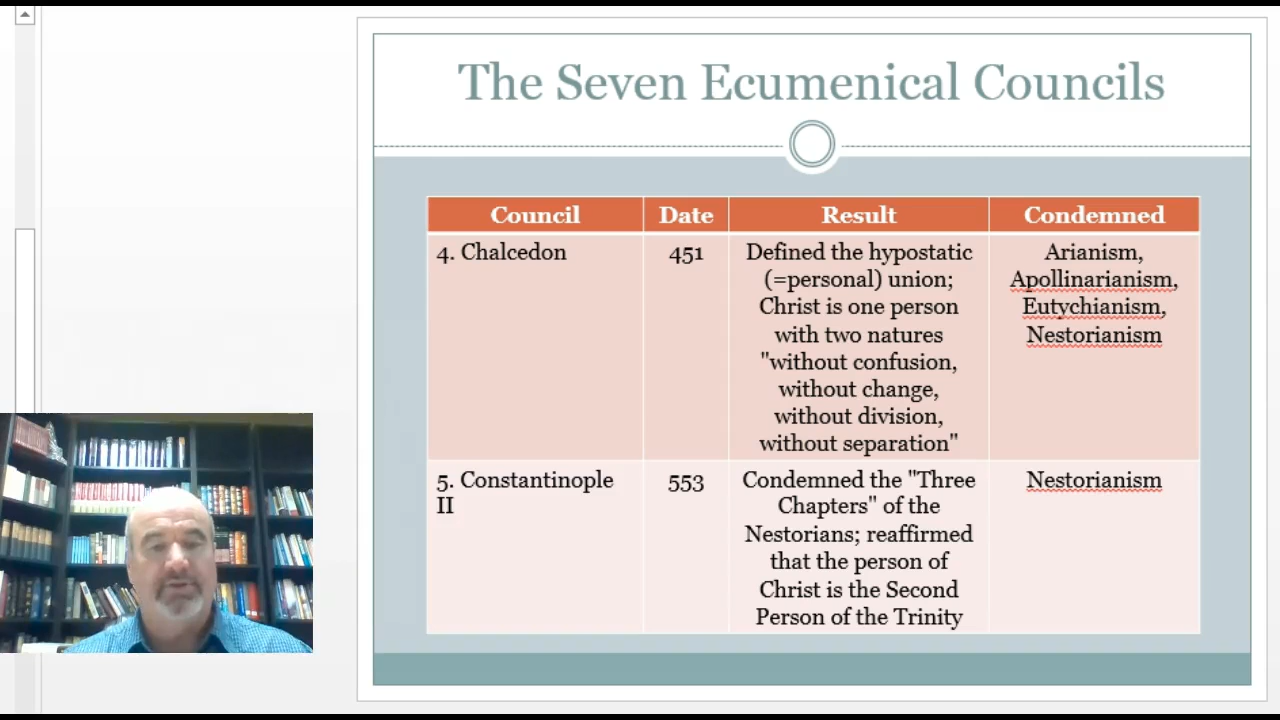 The Seven Ecumenical Councils
Council
Date
Result
Condemned
4. Chalcedon
451
Defined the hypostatic
(=personal) union;
Christ is one person
with two natures
"without confusion,
without change,
without division,
without separation"
Arianism,
Apollinarianism,
Eutychianism,
Nestorianism
5. Constantinople
II
553
Condemned the "Three
Chapters" of the
Nestorians; reaffirmed
that the person of
Christ is the Second
Person of the Trinity
Nestorianism